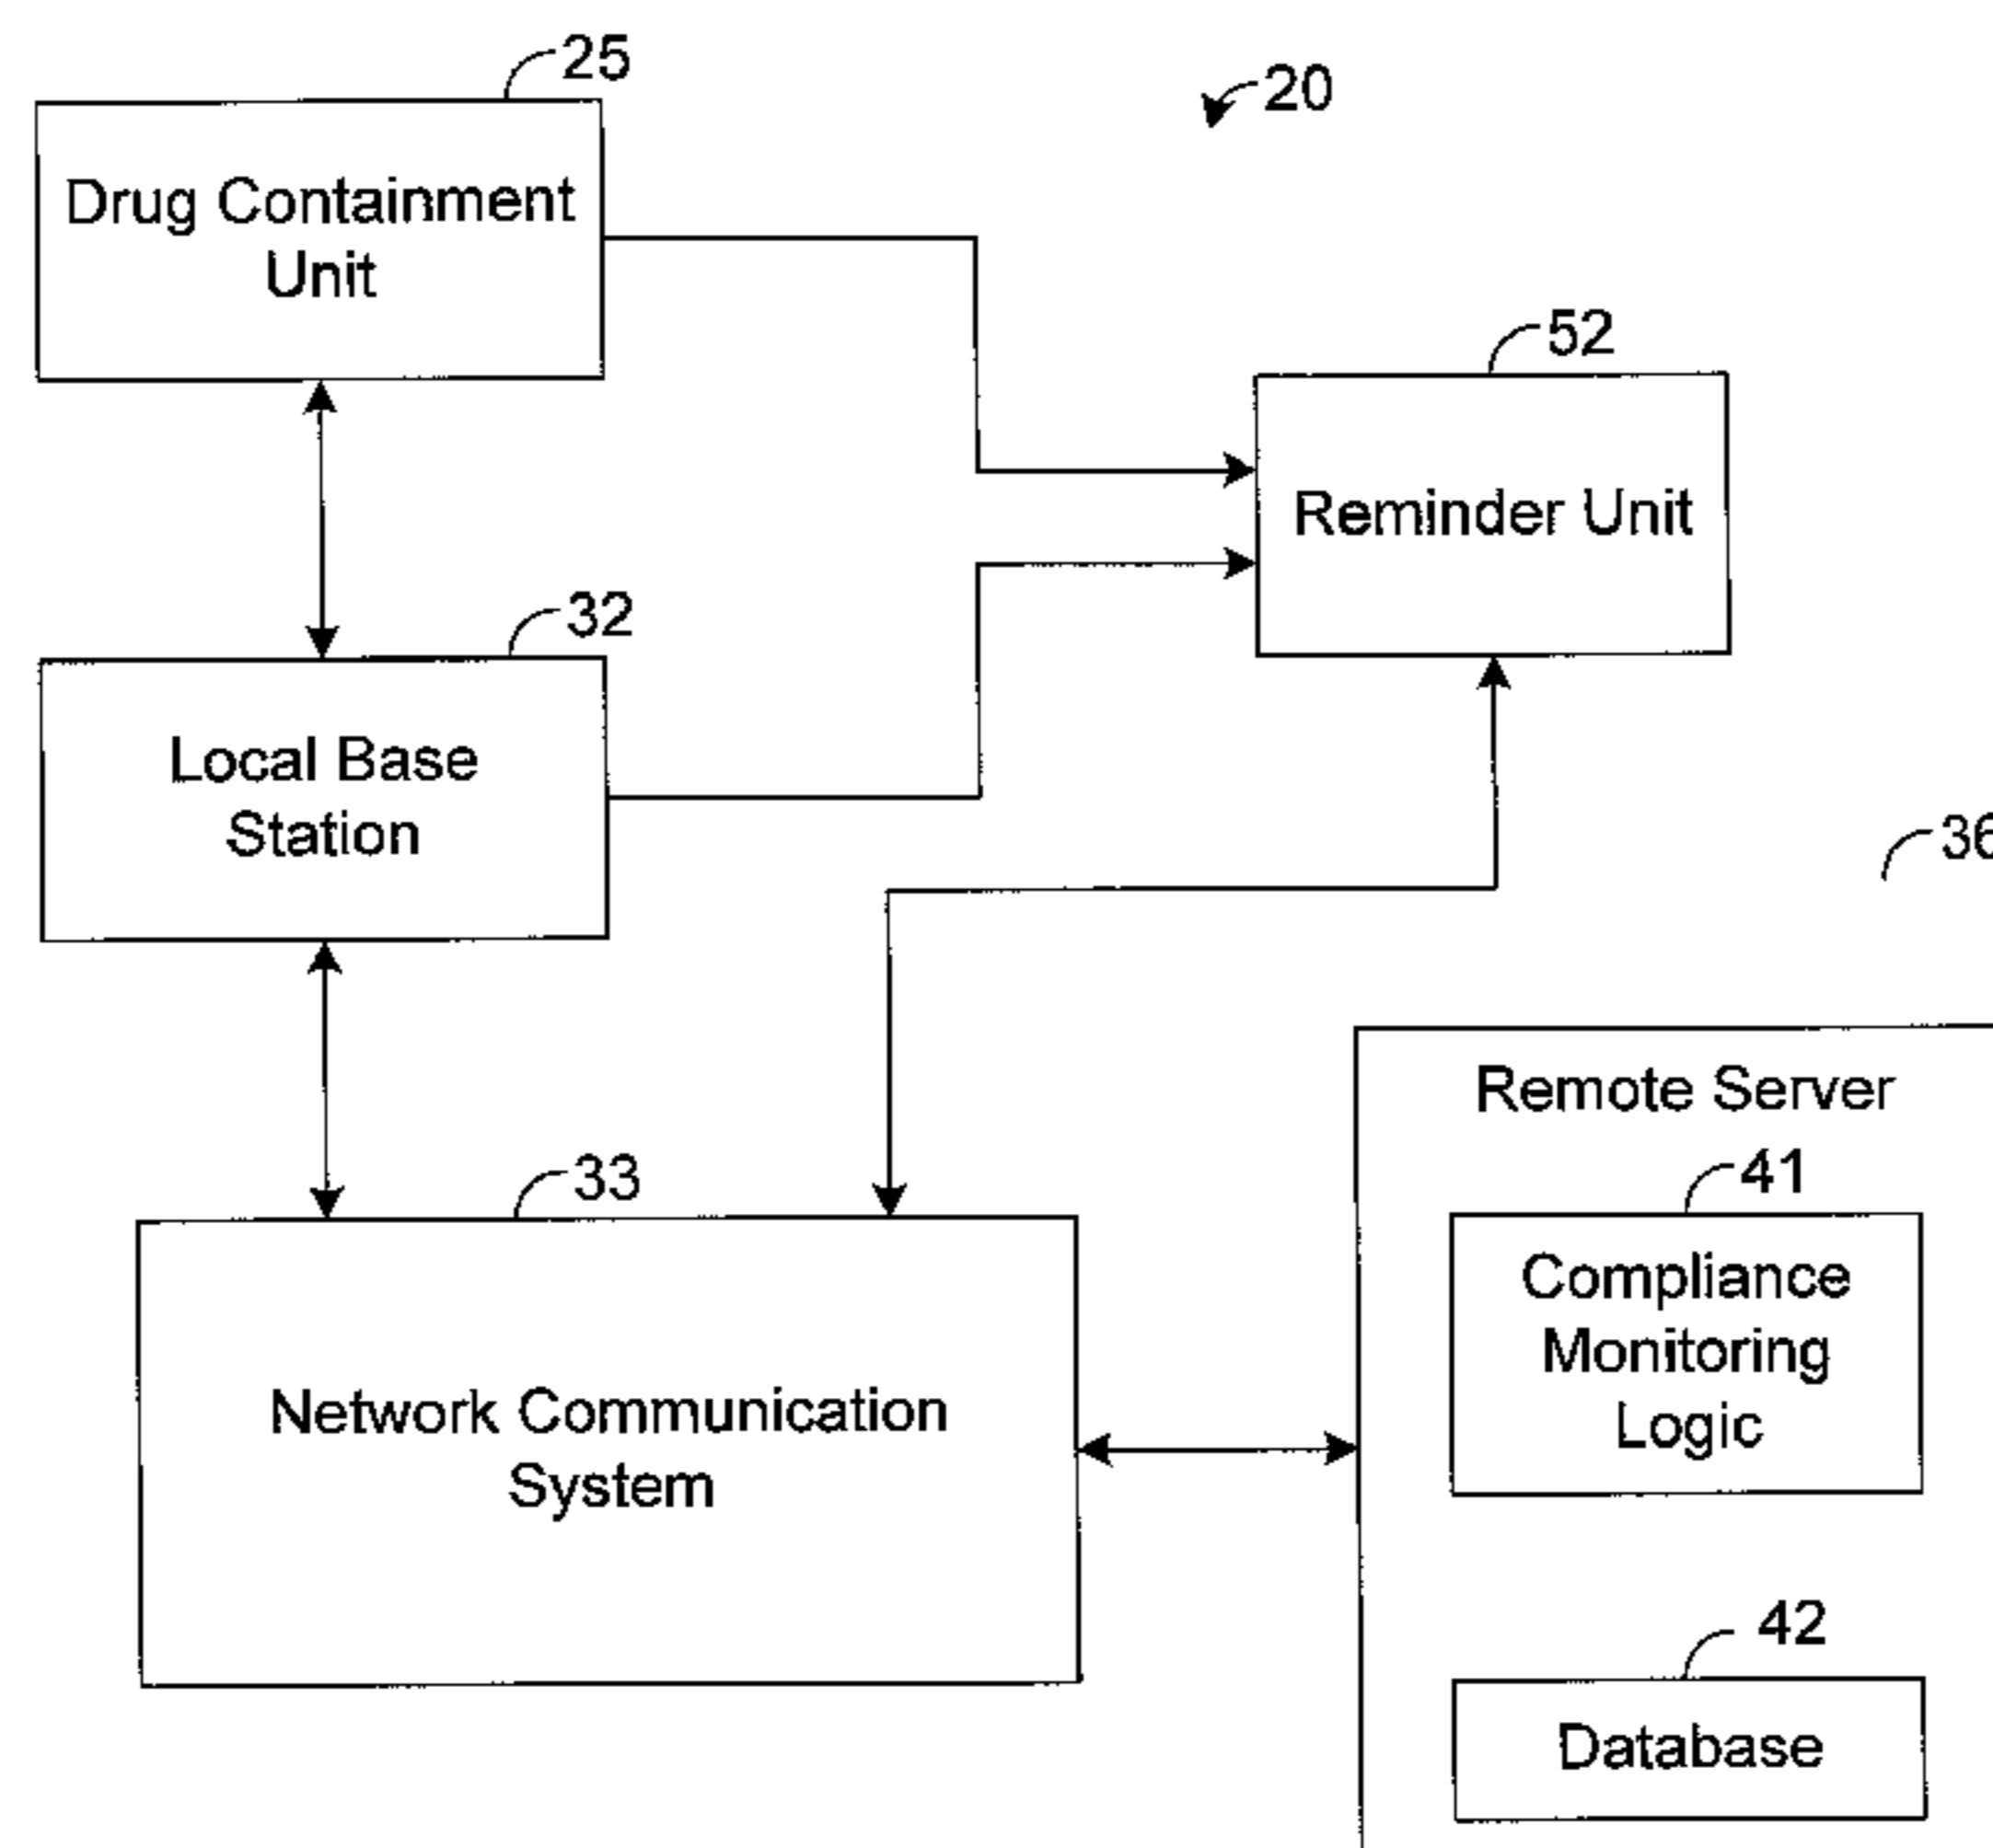 25
20
Drug Containment
Unit
52
Reminder Unit
32
Local Base
Station
36
Remote Server
33
41
Compliance
Monitoring
Logic
Network Communication
System
42
Database